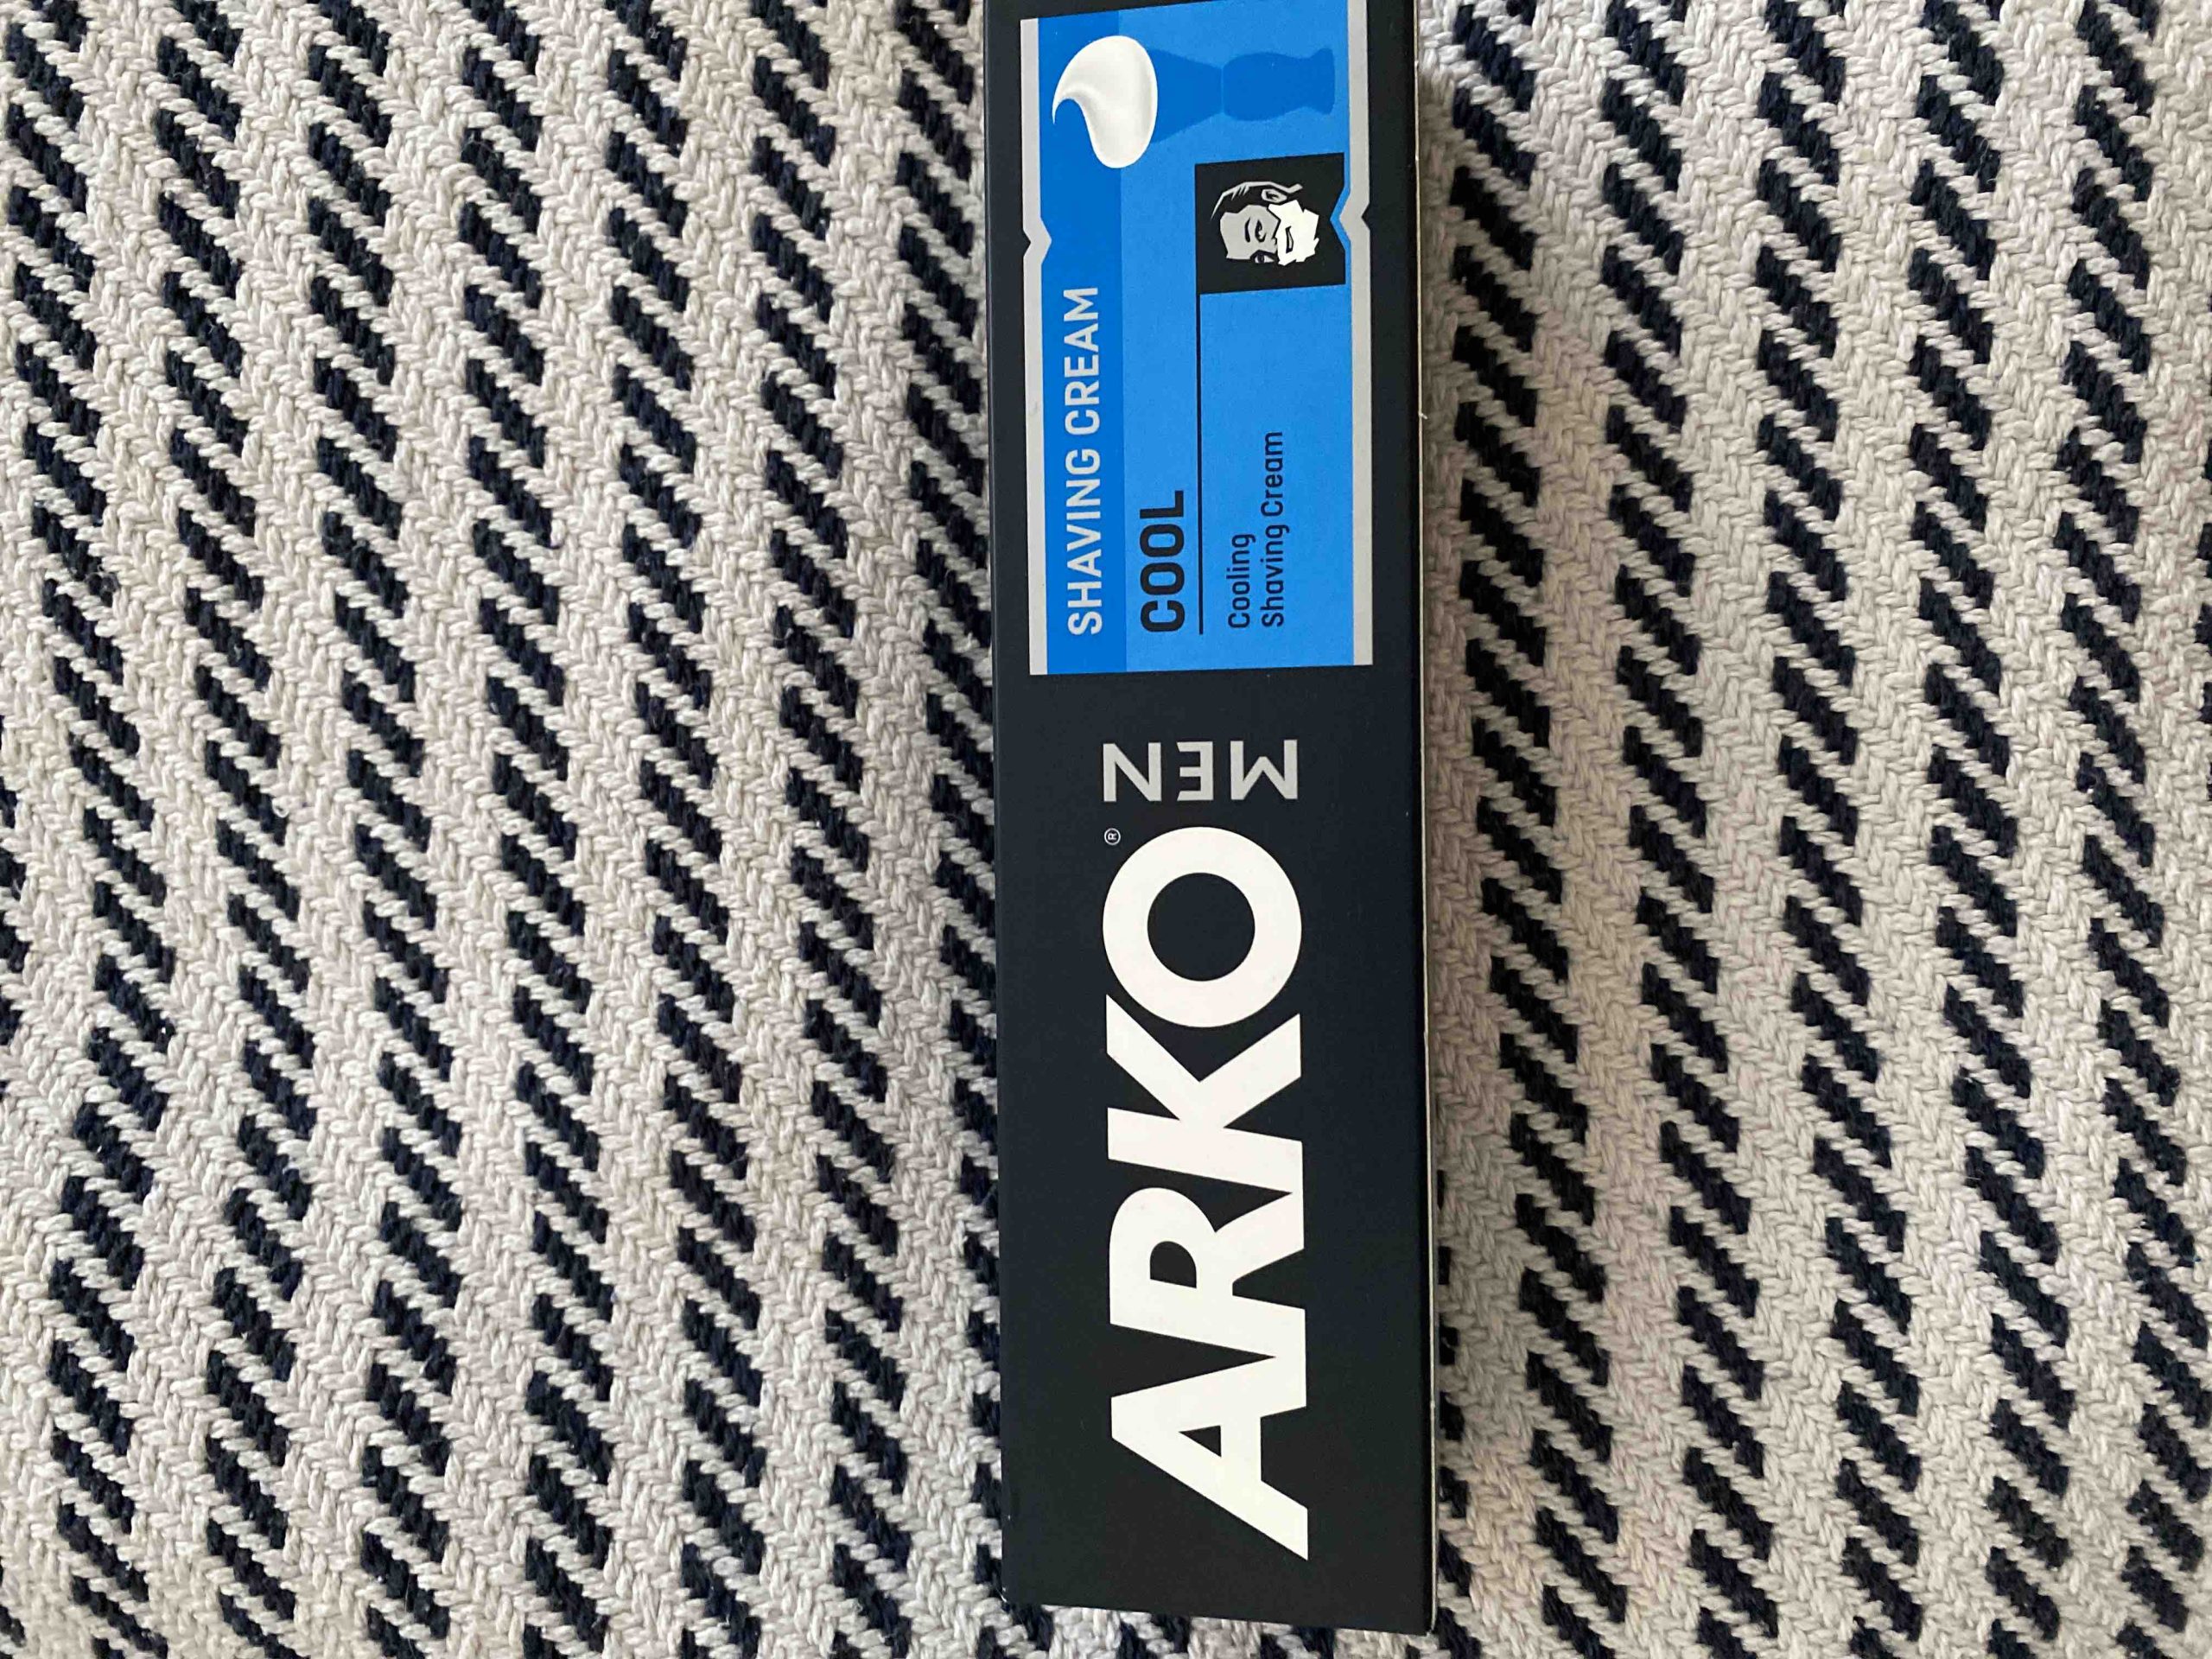 ARKO®
MEN
SHAVING CREAM
COOL
Cooling
Shaving Cream